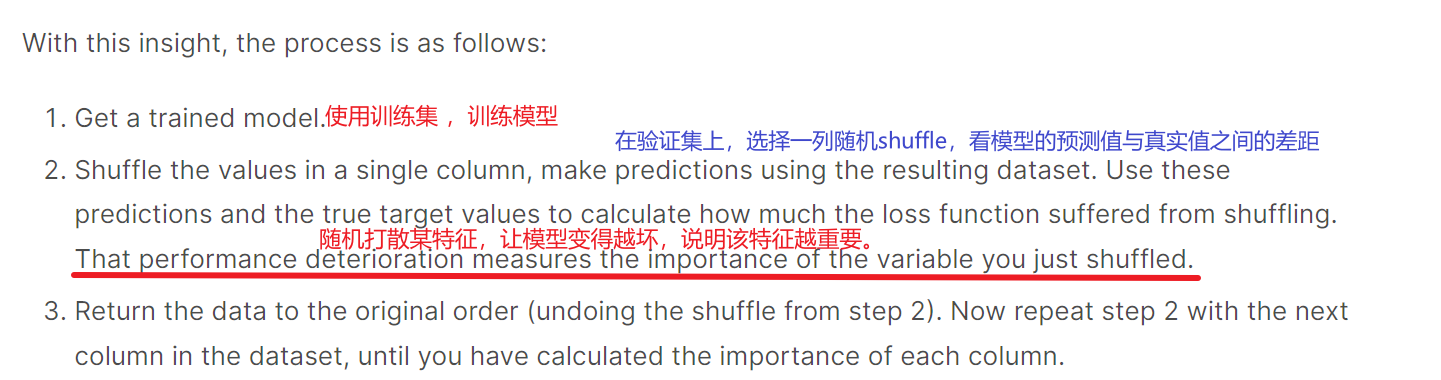 With this insight, the process is as follows:
1. Get a trained model.使用训练集，训练模型
在验证集上，选择一列随机shuffle，看模型的预测值与真实值之间的差距
2. Shuffle the values in a single column, make predictions using the resulting dataset. Use these
predictions and the true target values to calculate how much the loss function suffered from shuffling.
随机打散某特征，让模型变得越坏，说明该特征越重要。
That performance deterioration measures the importance of the variable you just shuffled.
3. Return the data to the original order (undoing the shuffle from step 2). Now repeat step 2 with the next
column in the dataset, until you have calculated the importance of each column.